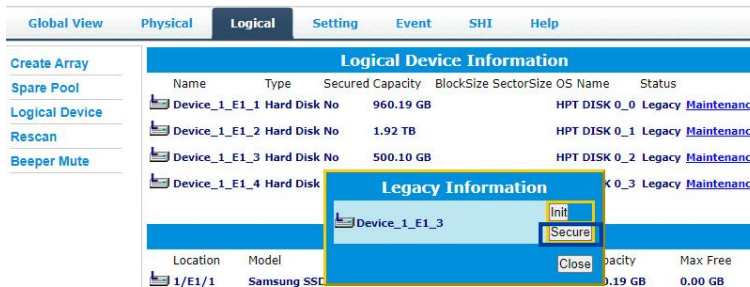 Global View Physical Logical Setting Event SHI Help
Create Array
Spare Pool
Logical Device
Rescan
Beeper Mute
Logical Device Information
Name Type Secured Capacity BlockSize SectorSize OS Name Status
Device_1_E1_1 Hard Disk No 960.19 GB HPT DISK 0_0 Legacy Maintenanc
Device_1_E1_2 Hard Disk No 1.92 TB HPT DISK 0_1 Legacy Maintenanc
Device_1_E1_3 Hard Disk No 500.10 GB HPT DISK 0_2 Legacy Maintenanc
Device_1_E1_4 Hard Disk K 0_3 Legacy Maintenanc
Legacy Information
Device_1_E1_3
Init
Secure
Close
Location Model pacity Max Free
1/E1/1 Samsung SSD 0.19 GB 0.00 GB